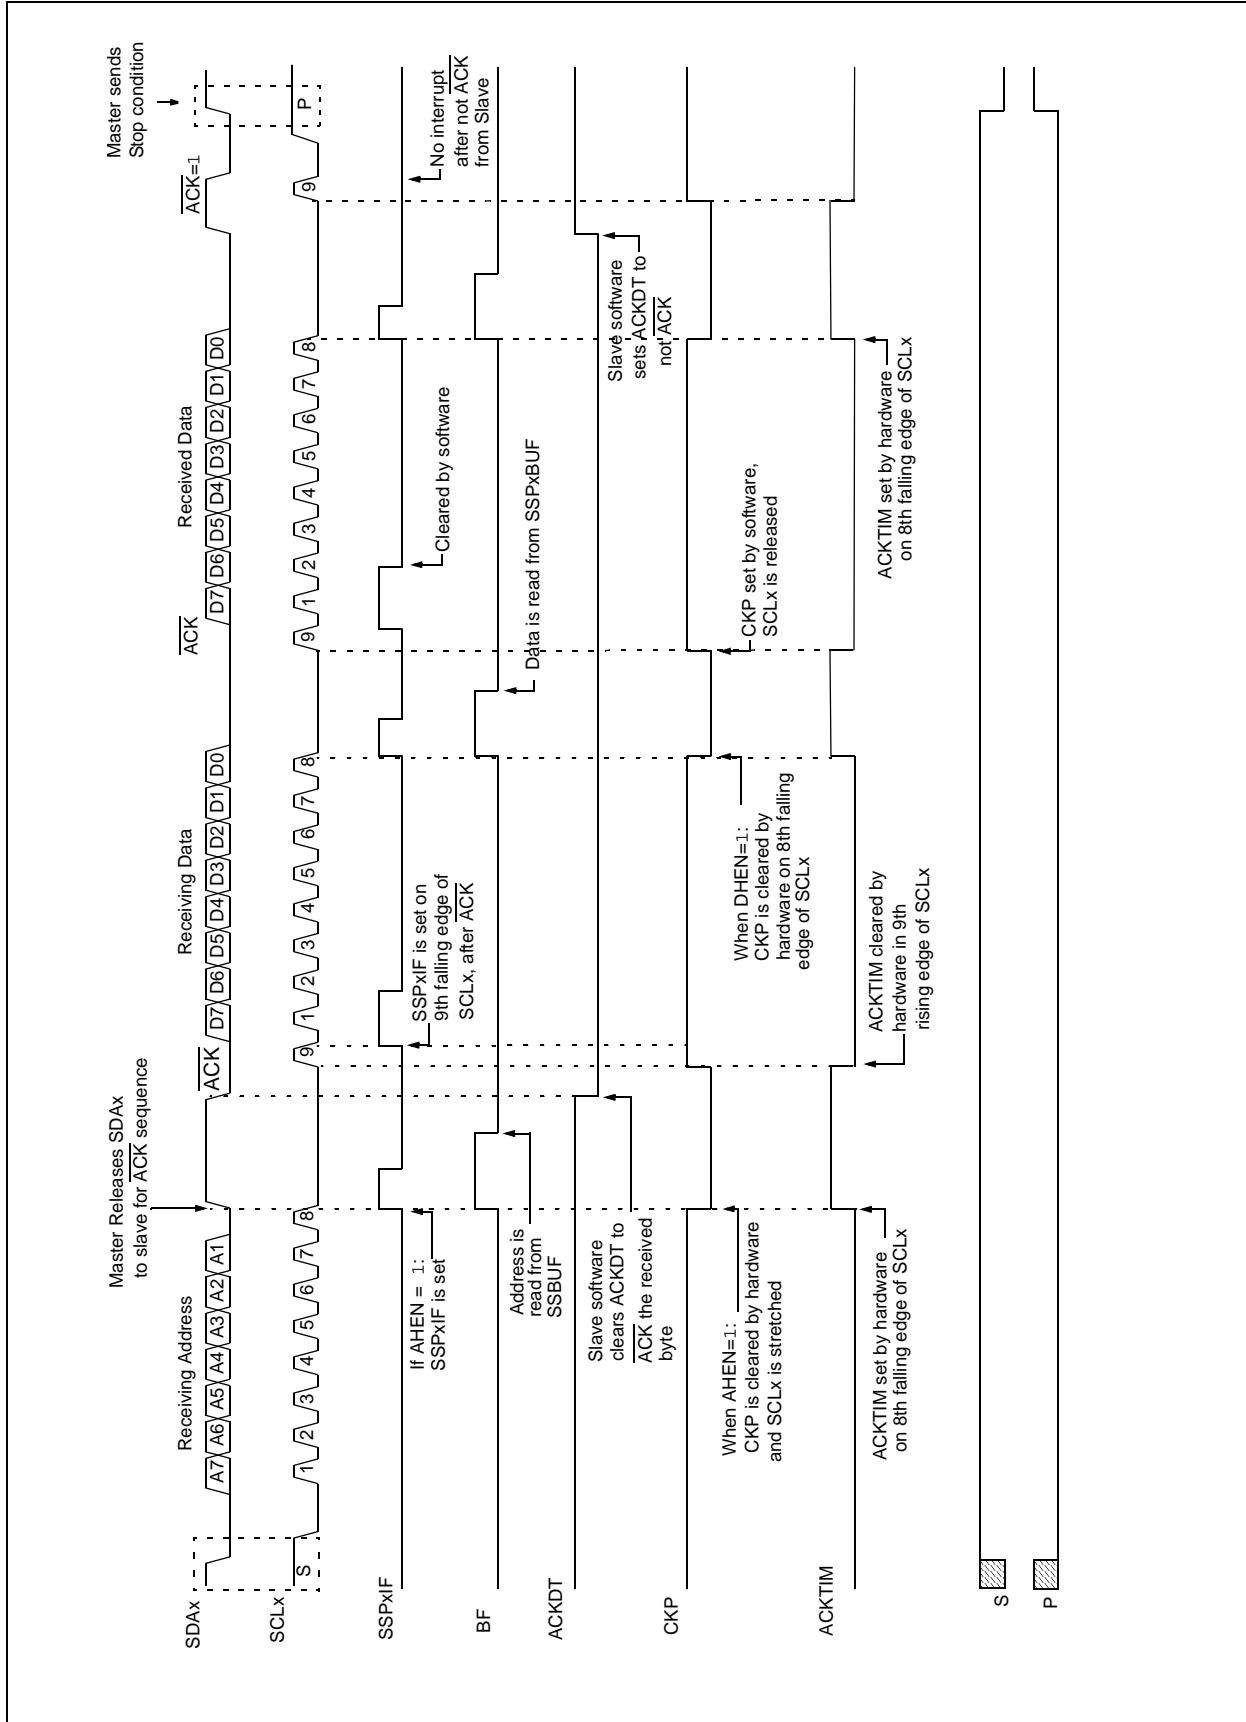 Master Releases SDAx
to slave for ACK sequence
Master sends
Stop condition
Receiving Address
Receiving Data
Received Data
ACK
ACK
ACK=1
SDAx
A7 A6 A5 A4 A3 A2 A1
D7 D6 D5 D4 D3 D2 D1 D0
D7 D6 D5 D4 D3 D2 D1 D0
SCLx
S
1 2 3 4 5 6 7 8
9
1 2 3 4 5 6 7 8
9
1 2 3 4 5 6 7 8
9
P
SSPxIF
If AHEN = 1:
SSPxIF is set
SSPxIF is set on
9th falling edge of
SCLx, after ACK
Cleared by software
No interrupt
after not ACK
from Slave
BF
Address is
read from
SSBUF
Data is read from SSPxBUF
ACKDT
Slave software
clears ACKDT to
ACK the received
byte
Slave software
sets ACKDT to
not ACK
CKP
When AHEN=1:
CKP is cleared by hardware
and SCLx is stretched
When DHEN=1:
CKP is cleared by
hardware on 8th falling
edge of SCLx
CKP set by software,
SCLx is released
ACKTIM
ACKTIM set by hardware
on 8th falling edge of SCLx
ACKTIM cleared by
hardware in 9th
rising edge of SCLx
ACKTIM set by hardware
on 8th falling edge of SCLx
S
P